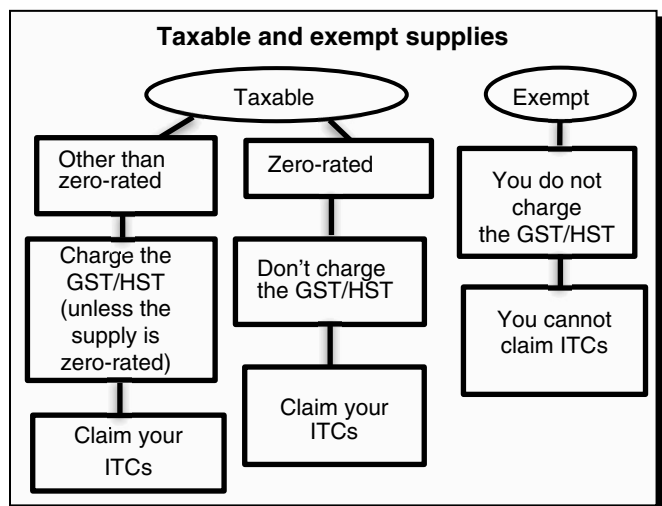 Taxable and exempt supplies
Taxable
Other than
zero-rated
Charge the
GST/HST
(unless the
supply is
zero-rated)
Claim your
ITCs
Zero-rated
Don't charge
the GST/HST
Claim your
ITCs
Exempt
You do not
charge
the GST/HST
You cannot
claim ITCs